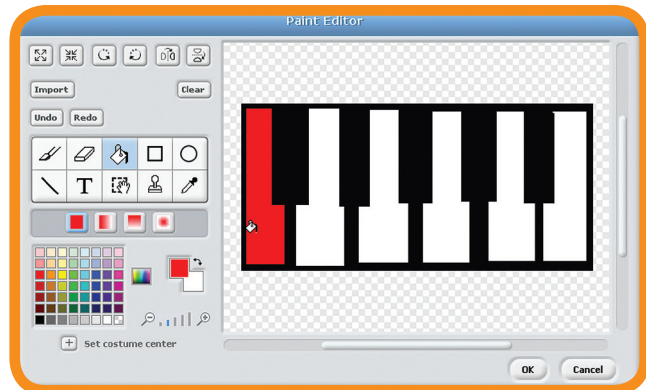 Paint Editor
Import
Clear
Undo
Redo
T
Set costume center
OK
Cancel